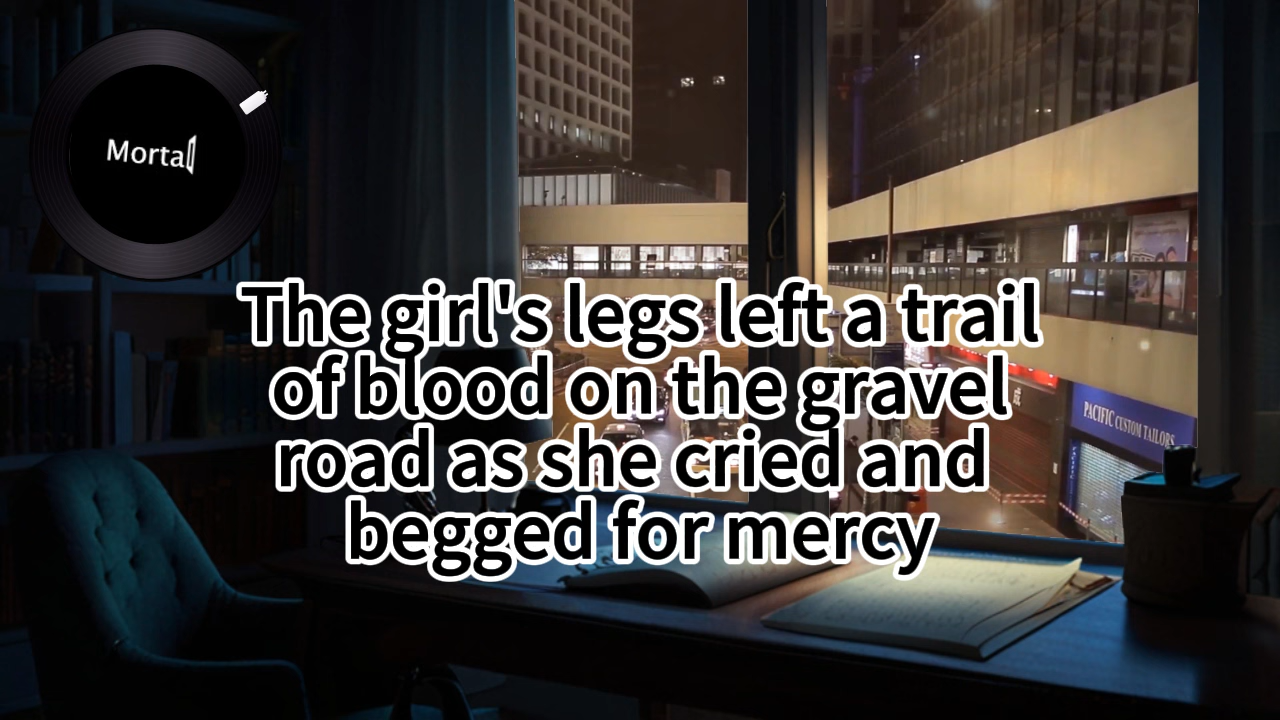 Mortal
The girl's legs left a trail
of blood on the gravel
road as she cried and
begged for mercy
PACIFIC CUSTOM TAILORS